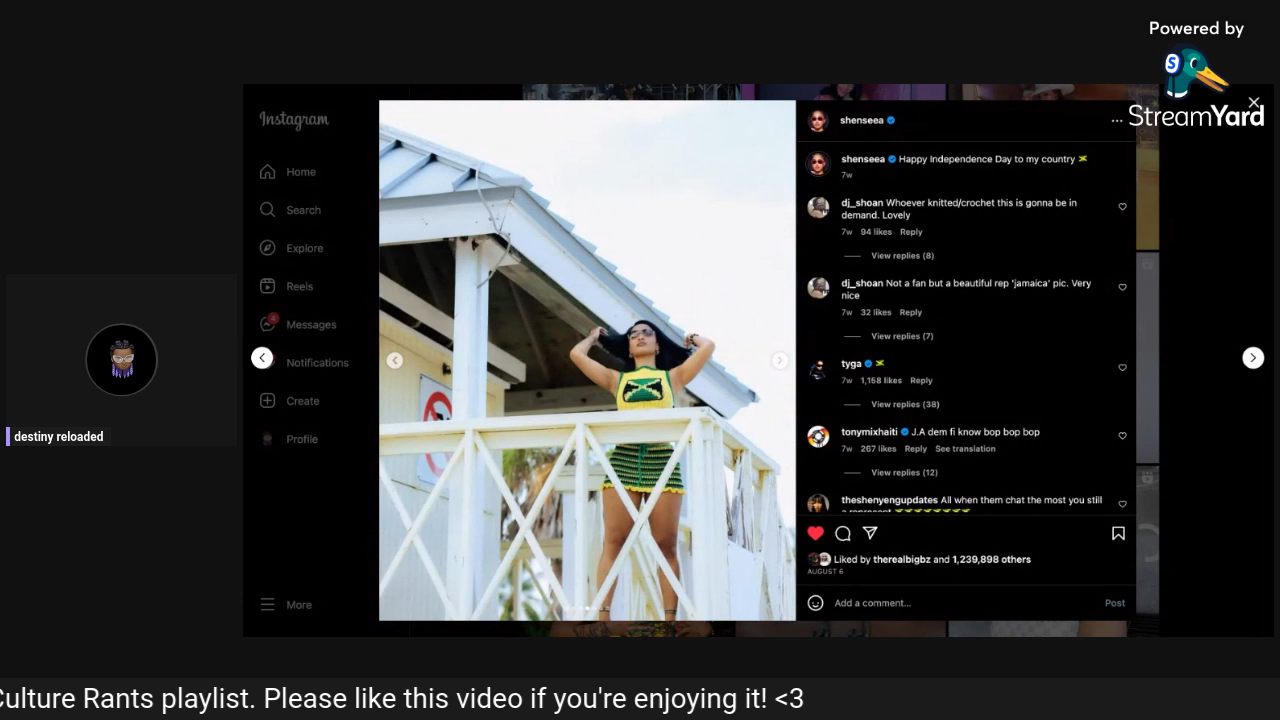 Powered by
StreamYard
Instagram
Home
Search
Explore
Reels
4
Messages
Notifications
Create
Profile
More
shenseea
shenseea Happy Independence Day to my country
7w
dj_shoan Whoever knitted/crochet this is gonna be in
demand. Lovely
7w 94 likes Reply
View replies (8)
dj_shoan Not a fan but a beautiful rep 'jamaica' pic. Very
nice
7w 32 likes Reply
View replies (7)
tyga
7w 1,158 likes Reply
View replies (38)
tonymixhaiti J.A dem fi know bop bop bop
7w 267 likes Reply See translation
View replies (12)
theshenyengupdates All when them chat the most you still
a represent
Liked by therealbigbz and 1,239,898 others
AUGUST 6
Add a comment... Post
destiny reloaded
Culture Rants playlist. Please like this video if you're enjoying it! <3